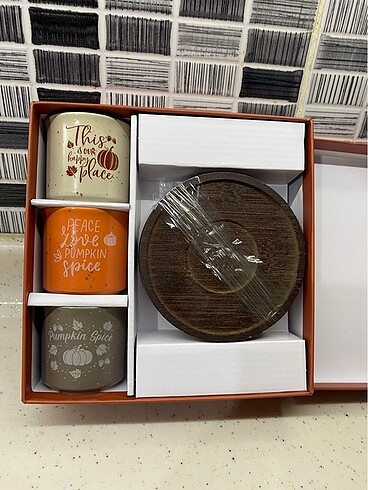 This
is our
happy
place
PEACE
Love
PUMPKIN
Spice
Pumpkin Spice